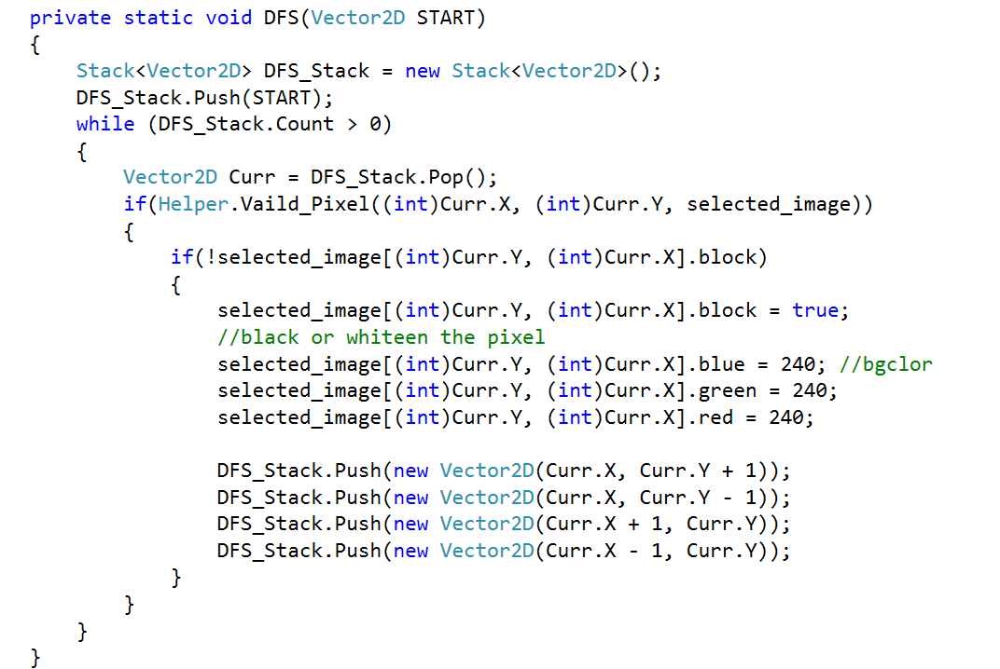 private static void DFS(Vector2D START)
{
    Stack<Vector2D> DFS_Stack = new Stack<Vector2D>();
    DFS_Stack.Push(START);
    while (DFS_Stack.Count > 0)
    {
        Vector2D Curr = DFS_Stack.Pop();
        if(Helper.Vaild_Pixel((int)Curr.X, (int)Curr.Y, selected_image))
        {
            if(!selected_image[(int)Curr.Y, (int)Curr.X].block)
            {
                selected_image[(int)Curr.Y, (int)Curr.X].block = true;
                //black or whiteen the pixel
                selected_image[(int)Curr.Y, (int)Curr.X].blue = 240; //bgclor
                selected_image[(int)Curr.Y, (int)Curr.X].green = 240;
                selected_image[(int)Curr.Y, (int)Curr.X].red = 240;

                DFS_Stack.Push(new Vector2D(Curr.X, Curr.Y + 1));
                DFS_Stack.Push(new Vector2D(Curr.X, Curr.Y - 1));
                DFS_Stack.Push(new Vector2D(Curr.X + 1, Curr.Y));
                DFS_Stack.Push(new Vector2D(Curr.X - 1, Curr.Y));
            }
        }
    }
}